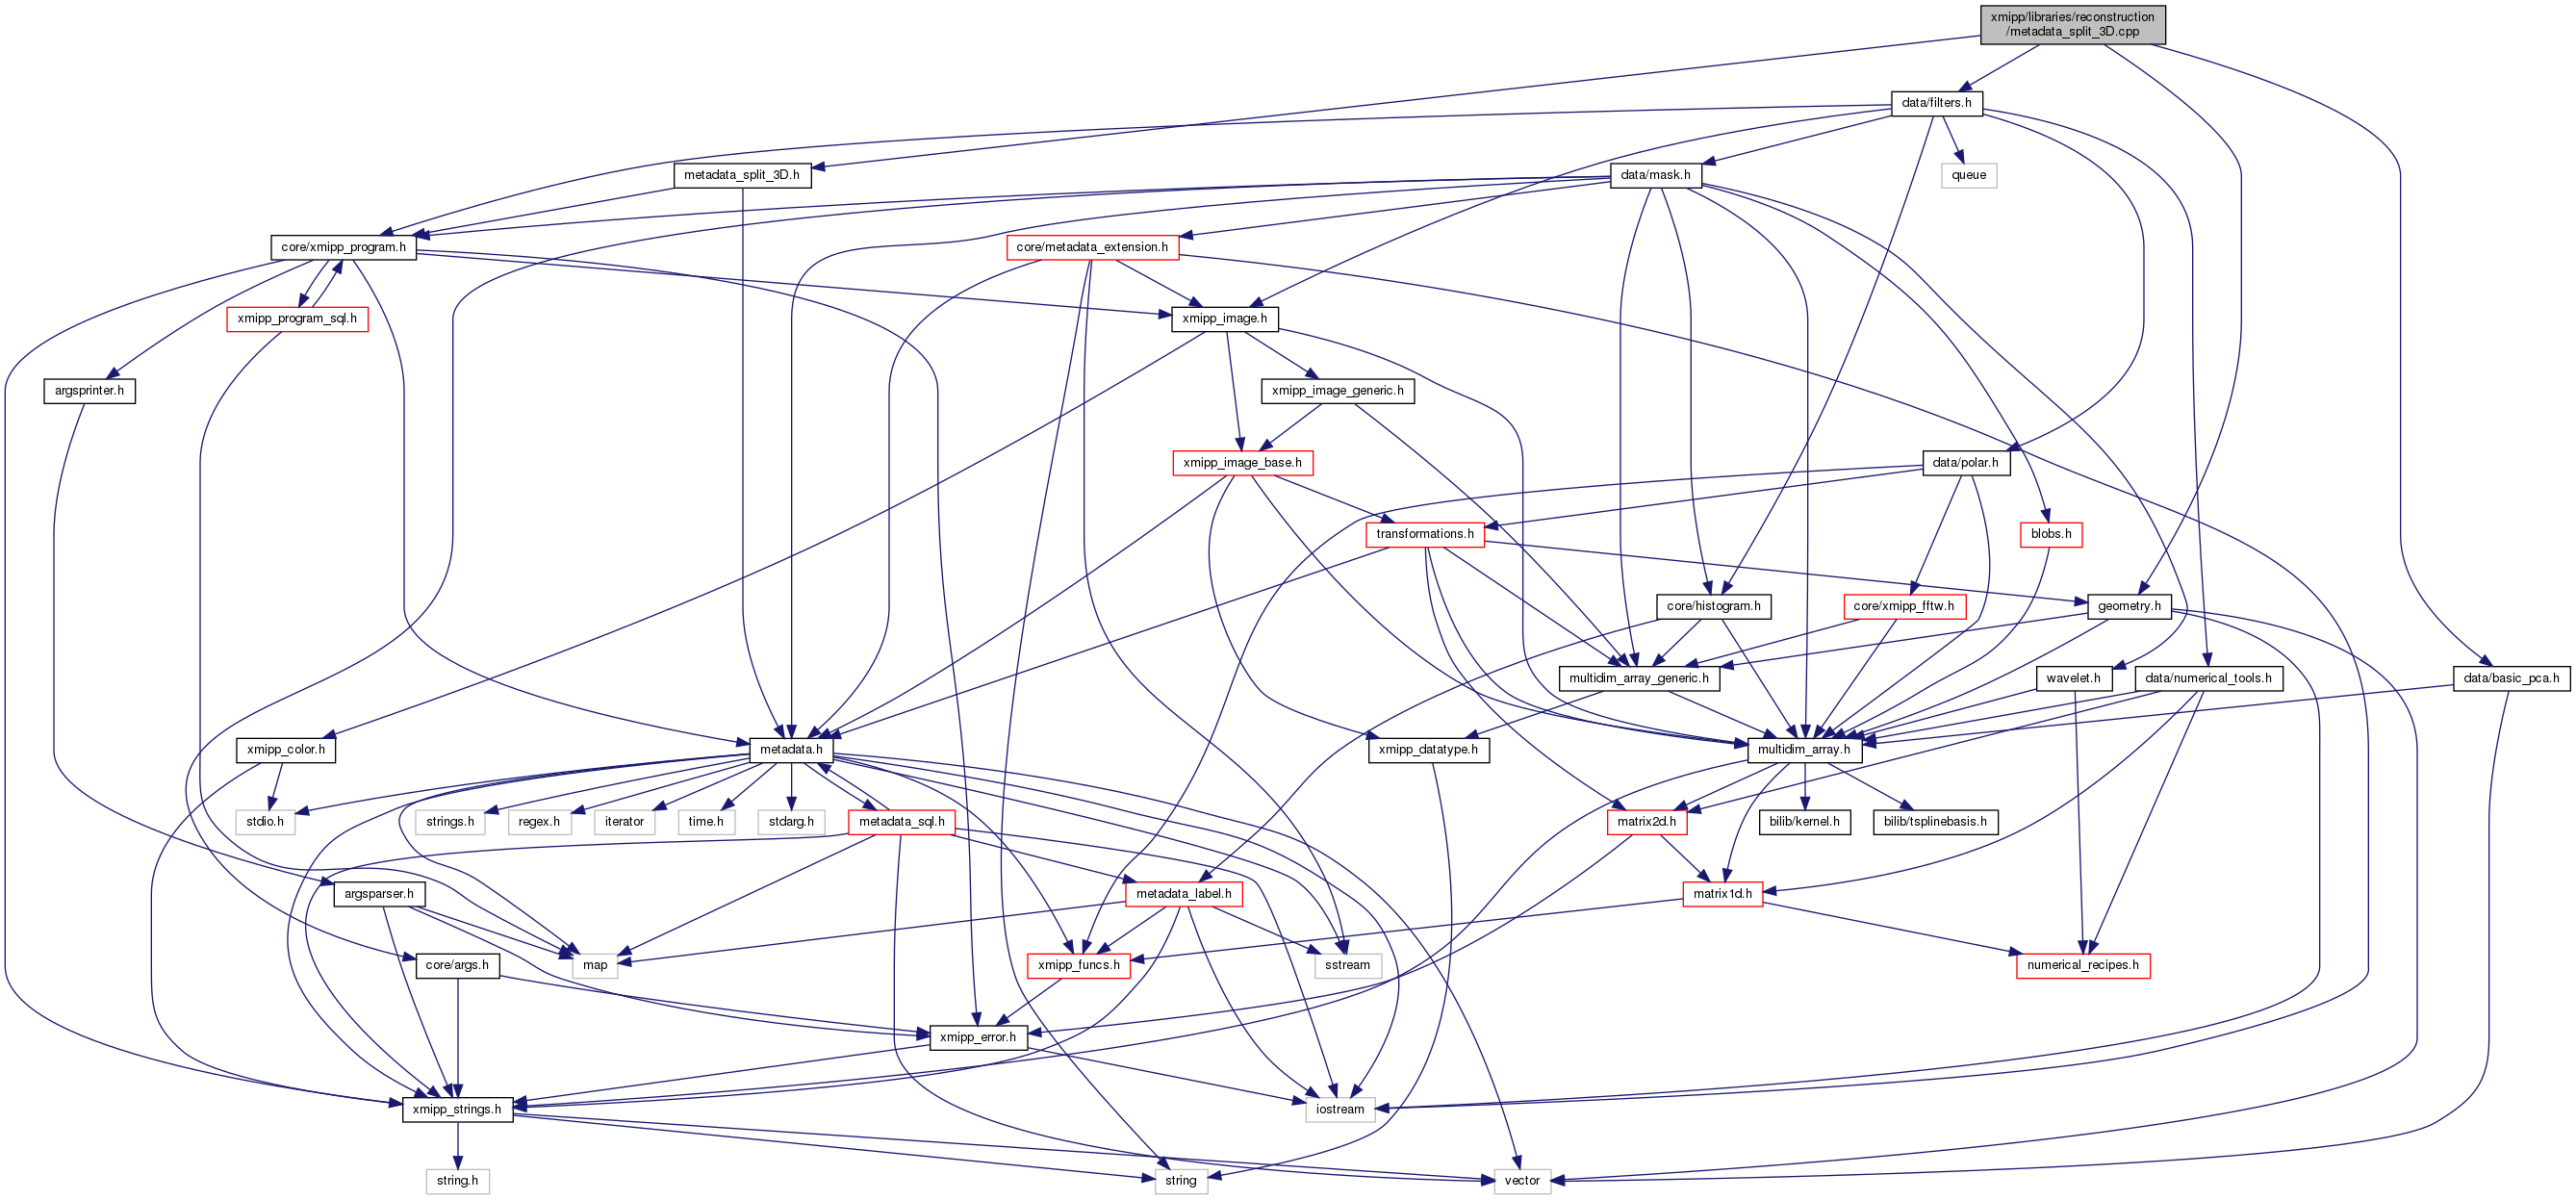 xmipp/libraries/reconstruction
/metadata_split_3D.cpp
data/filters.h
metadata_split_3D.h
data/mask.h
queue
core/xmipp_program.h
core/metadata_extension.h
xmipp_program_sql.h
xmipp_image.h
argsprinter.h
xmipp_image_generic.h
xmipp_image_base.h
data/polar.h
transformations.h
blobs.h
core/histogram.h
core/xmipp_fftw.h
geometry.h
multidim_array_generic.h
wavelet.h
data/numerical_tools.h
data/basic_pca.h
xmipp_color.h
metadata.h
xmipp_datatype.h
multidim_array.h
stdio.h
strings.h
regex.h
iterator
time.h
stdarg.h
metadata_sql.h
matrix2d.h
bilib/kernel.h
bilib/tsplinebasis.h
argsparser.h
metadata_label.h
matrix1d.h
core/args.h
map
xmipp_funcs.h
sstream
numerical_recipes.h
xmipp_error.h
xmipp_strings.h
iostream
string.h
string
vector